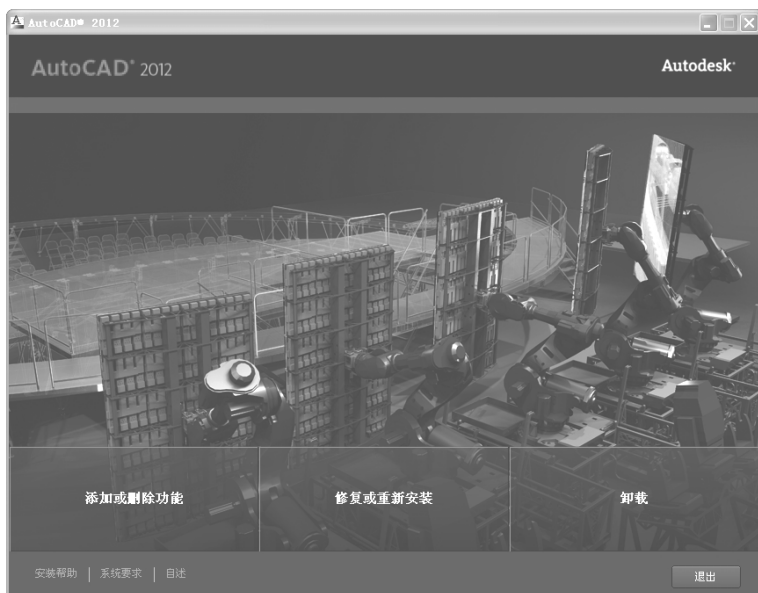 AutoCAD® 2012
AutoCAD® 2012
Autodesk®
添加或删除功能
修复或重新安装
卸载
安装帮助 | 系统要求 | 自述
退出